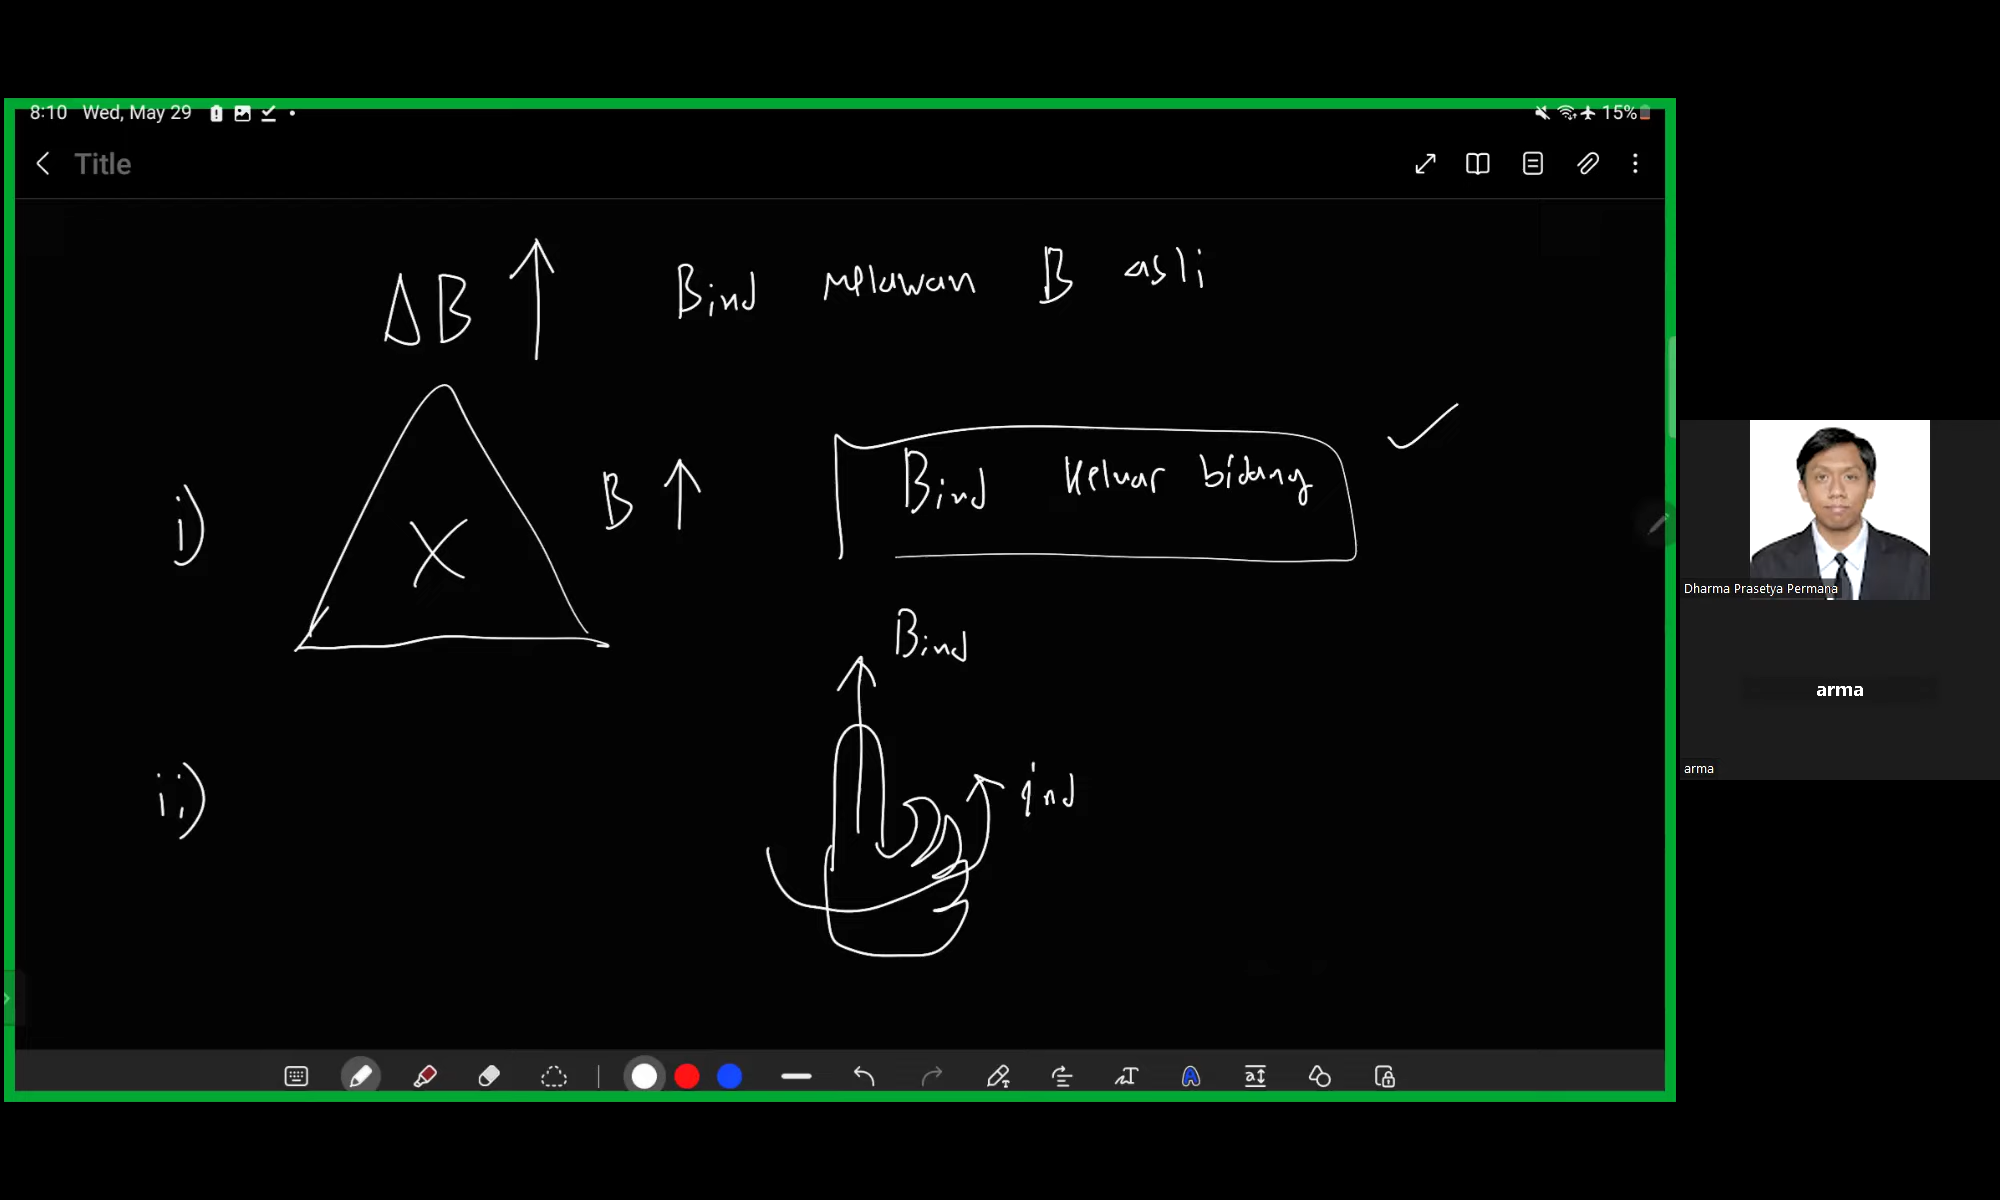 8:10 Wed, May 29
15%
Title
ΔB ↑ Bind melawan B asli
i) X B ↑ Bind keluar bidang ✓
Bind
ii) iind
Dharma Prasetya Permana
arma
arma